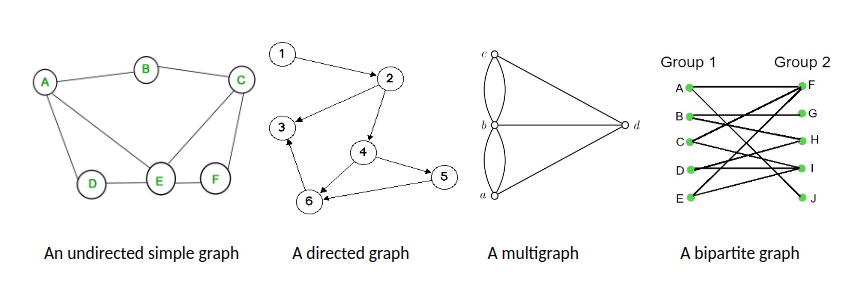 A
B
C
D
E
F
1
2
3
4
5
6
c
b
d
a
Group 1
Group 2
A
F
B
G
C
H
D
I
E
J
An undirected simple graph
A directed graph
A multigraph
A bipartite graph